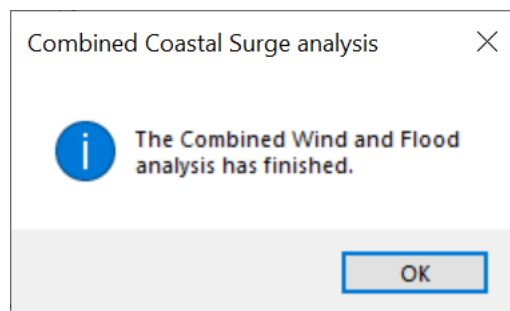 Combined Coastal Surge analysis
The Combined Wind and Flood
analysis has finished.
OK